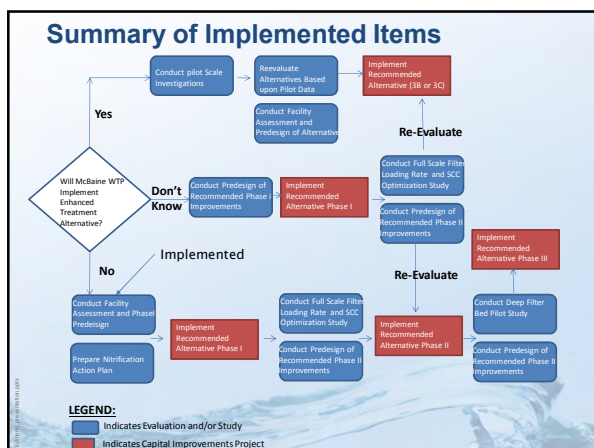 Summary of Implemented Items
Conduct pilot Scale
Investigations
Reevaluate
Alternatives Based
upon Pilot Data
Implement
Recommended
Alternative (3B or 3C)
Yes
Conduct Facility
Assessment and
Predesign of Alternative
Re-Evaluate
Will McBaine WTP
Implement
Enhanced
Treatment
Alternative?
Don't
Know
Conduct Predesign of
Recommended Phase I
Improvements
Implement
Recommended
Alternative Phase I
Conduct Full Scale Filter
Loading Rate and SCC
Optimization Study
Conduct Predesign of
Recommended Phase II
Improvements
Implement
Recommended
Alternative Phase III
No
Implemented
Re-Evaluate
Conduct Facility
Assessment and PhaseI
Predeisign
Prepare Nitrification
Action Plan
Implement
Recommended
Alternative Phase I
Conduct Full Scale Filter
Loading Rate and SCC
Optimization Study
Conduct Predesign of
Recommended Phase II
Improvements
Implement
Recommended
Alternative Phase II
Conduct Deep Filter
Bed Pilot Study
Conduct Predesign of
Recommended Phase II
Improvements
LEGEND:
Indicates Evaluation and/or Study
Indicates Capital Improvements Project